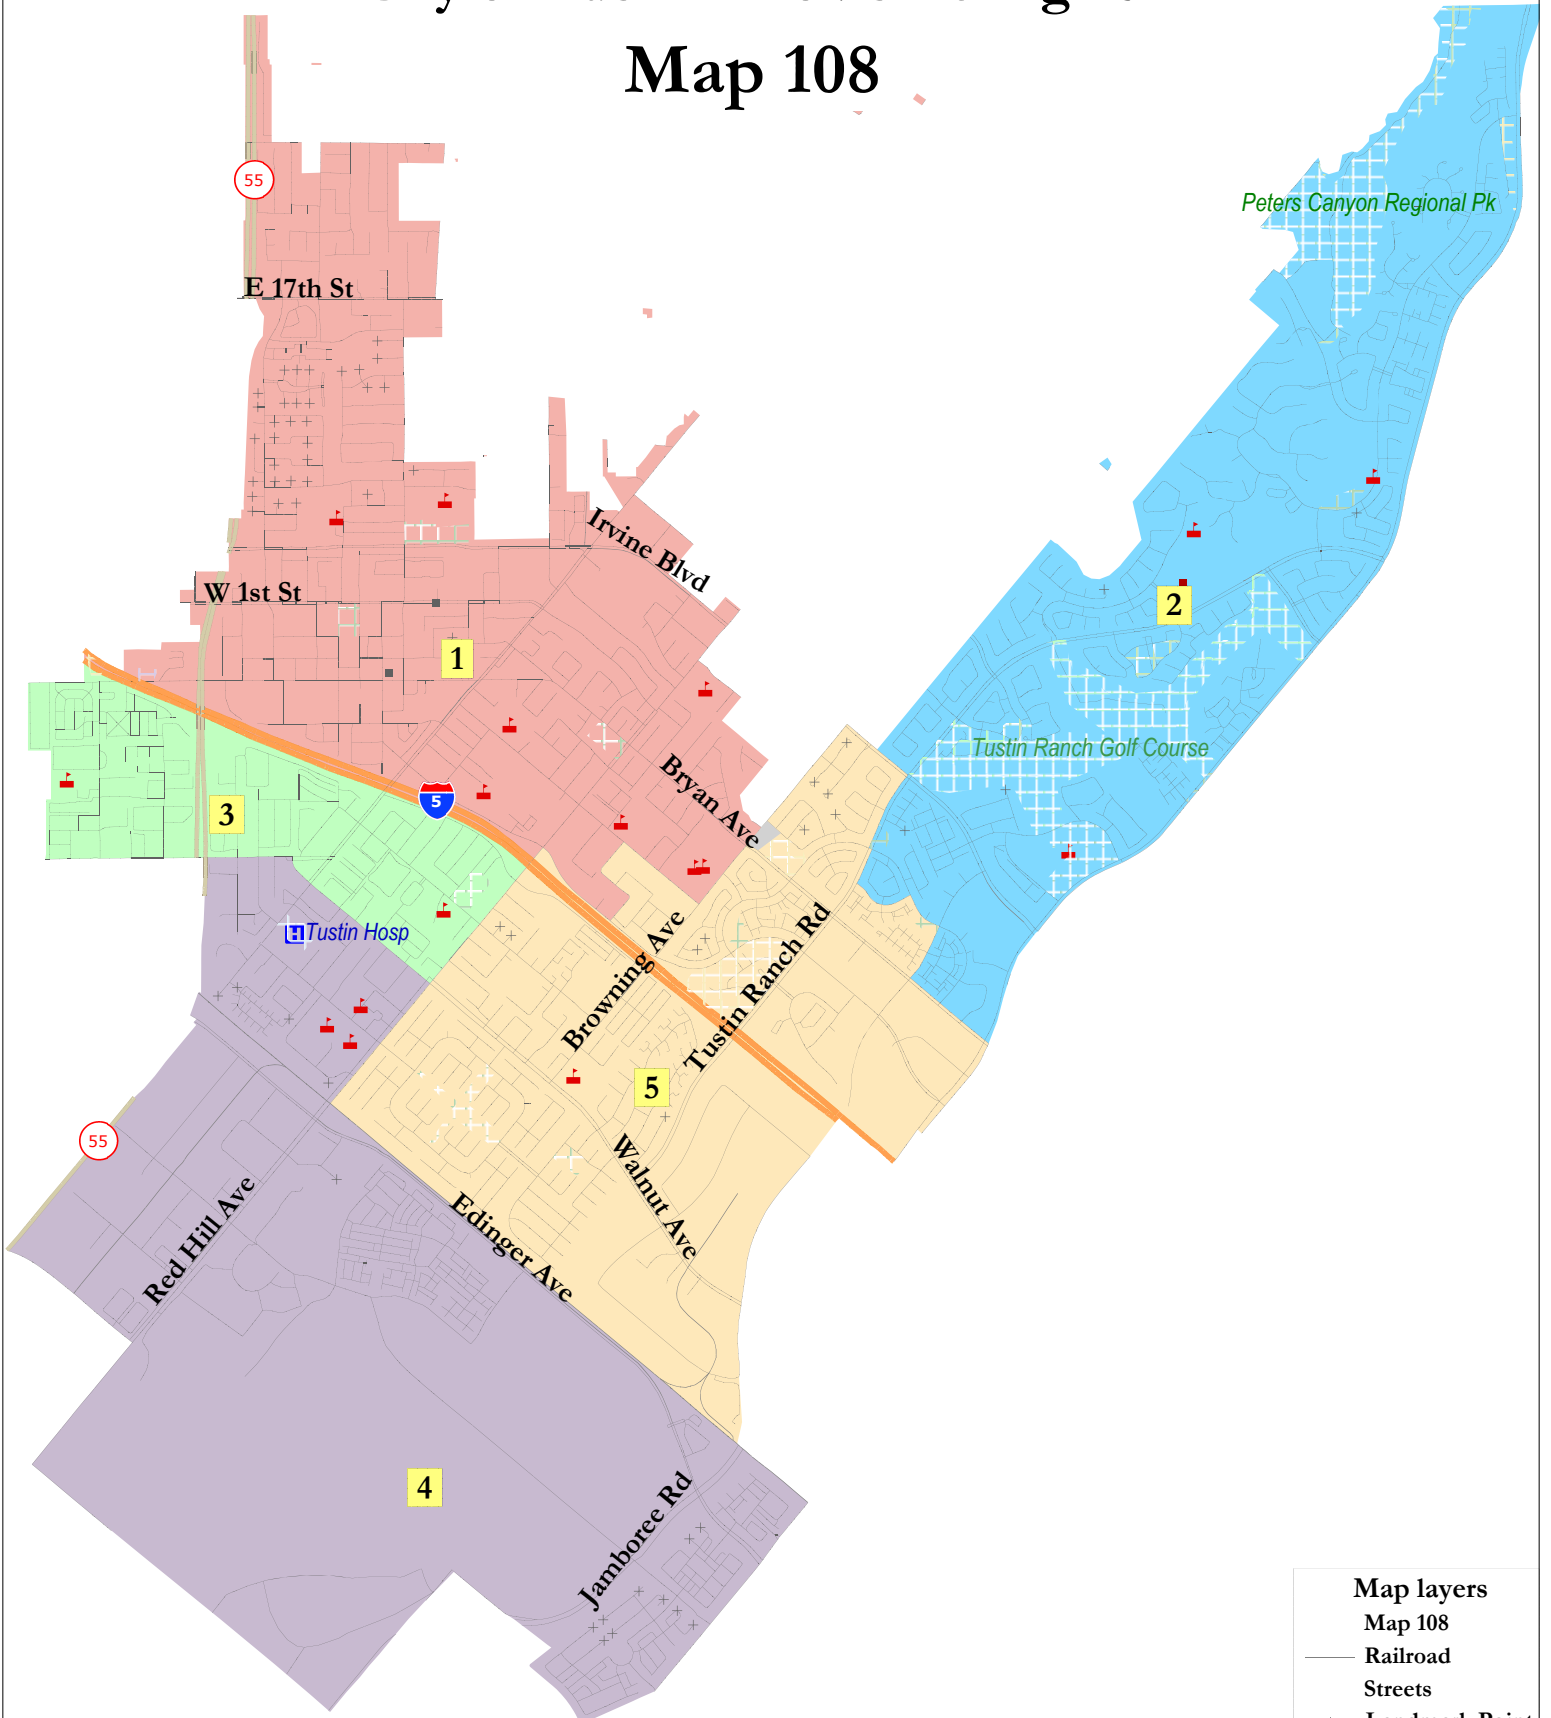 Map 108
55
Peters Canyon Regional Pk
E 17th St
Irvine Blvd
W 1st St
2
1
Tustin Ranch Golf Course
Bryan Ave
5
3
Tustin Hosp
Browning Ave
Tustin Ranch Rd
5
55
Walnut Ave
Red Hill Ave
Edinger Ave
4
Jamboree Rd
Map layers
Map 108
Railroad
Streets
H